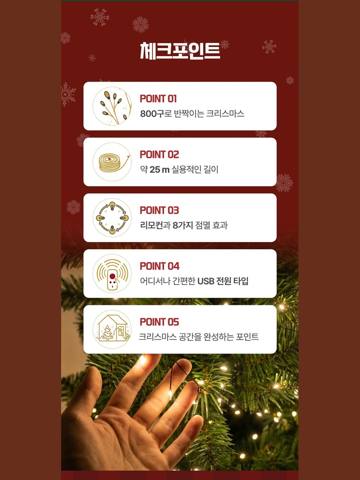 체크포인트
POINT 01
800구로 반짝이는 크리스마스
POINT 02
약 25 m 실용적인 길이
POINT 03
리모컨과 8가지 점멸 효과
POINT 04
어디서나 간편한 USB 전원 타입
POINT 05
크리스마스 공간을 완성하는 포인트